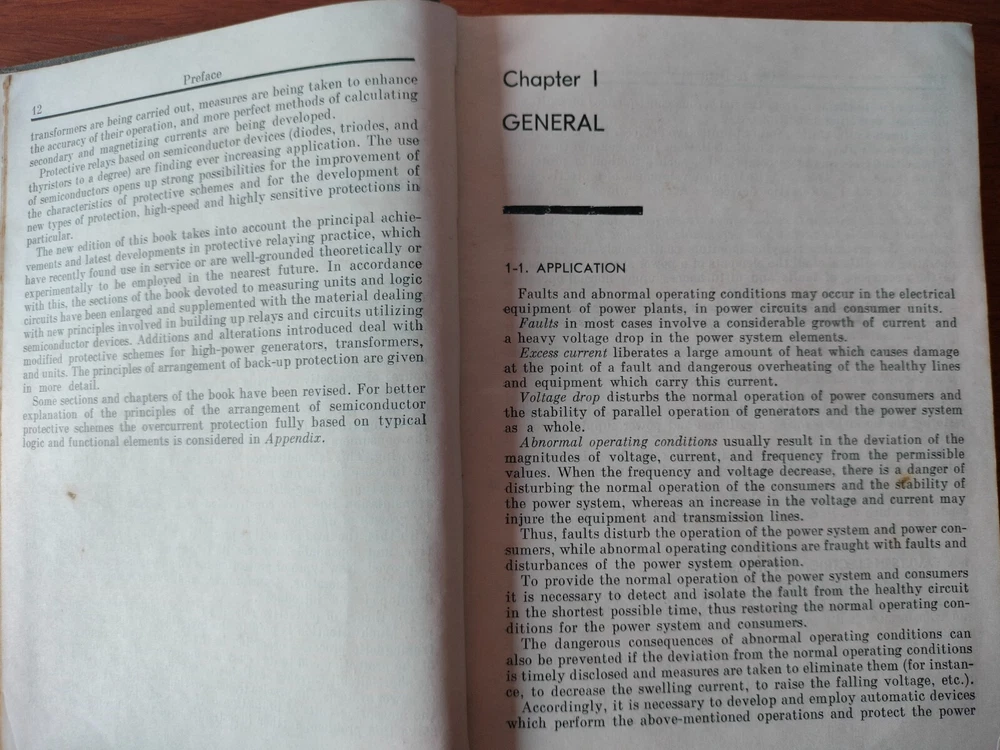 12
Preface
transformers are being carried out, measures are being taken to enhance
the accuracy of their operation, and more perfect methods of calculating
secondary and magnetizing currents are being developed.
Protective relays based on semiconductor devices (diodes, triodes, and
thyristors to a degree) are finding ever increasing application. The use
of semiconductors opens up strong possibilities for the improvement of
the characteristics of protective schemes and for the development of
new types of protection, high-speed and highly sensitive protections in
particular.
The new edition of this book takes into account the principal achie-
vements and latest developments in protective relaying practice, which
have recently found use in service or are well-grounded theoretically or
experimentally to be employed in the nearest future. In accordance
with this, the sections of the book devoted to measuring units and logic
circuits have been enlarged and supplemented with the material dealing
with new principles involved in building up relays and circuits utilizing
semiconductor devices. Additions and alterations introduced deal with
modified protective schemes for high-power generators, transformers,
and units. The principles of arrangement of back-up protection are given
in more detail.
Some sections and chapters of the book have been revised. For better
explanation of the principles of the arrangement of semiconductor
protective schemes the overcurrent protection fully based on typical
logic and functional elements is considered in Appendix.
Chapter I
GENERAL
1-1. APPLICATION
Faults and abnormal operating conditions may occur in the electrical
equipment of power plants, in power circuits and consumer units.
Faults in most cases involve a considerable growth of current and
a heavy voltage drop in the power system elements.
Excess current liberates a large amount of heat which causes damage
at the point of a fault and dangerous overheating of the healthy lines
and equipment which carry this current.
Voltage drop disturbs the normal operation of power consumers and
the stability of parallel operation of generators and the power system
as a whole.
Abnormal operating conditions usually result in the deviation of the
magnitudes of voltage, current, and frequency from the permissible
values. When the frequency and voltage decrease, there is a danger of
disturbing the normal operation of the consumers and the stability of
the power system, whereas an increase in the voltage and current may
injure the equipment and transmission lines.
Thus, faults disturb the operation of the power system and power con-
sumers, while abnormal operating conditions are fraught with faults and
disturbances of the power system operation.
To provide the normal operation of the power system and consumers
it is necessary to detect and isolate the fault from the healthy circuit
in the shortest possible time, thus restoring the normal operating con-
ditions for the power system and consumers.
The dangerous consequences of abnormal operating conditions can
also be prevented if the deviation from the normal operating conditions
is timely disclosed and measures are taken to eliminate them (for instan-
ce, to decrease the swelling current, to raise the falling voltage, etc.).
Accordingly, it is necessary to develop and employ automatic devices
which perform the above-mentioned operations and protect the power